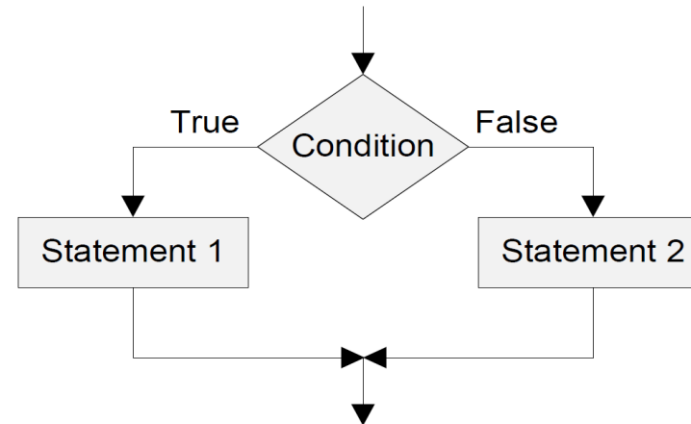 True
False
Condition
Statement 1
Statement 2